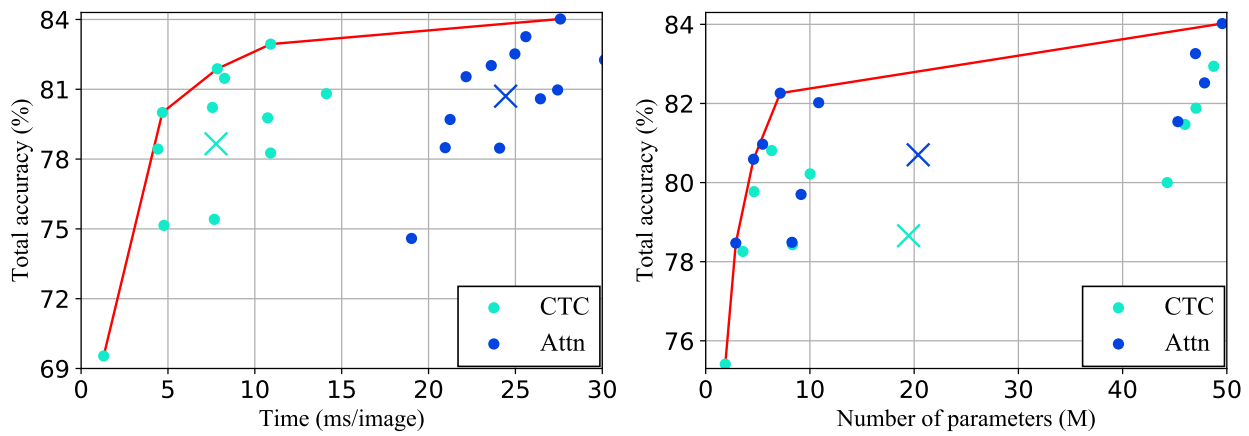 84
81
78
75
72
69
Total accuracy (%)
0 5 10 15 20 25 30
Time (ms/image)
CTC
Attn
84
82
80
78
76
Total accuracy (%)
0 10 20 30 40 50
Number of parameters (M)
CTC
Attn